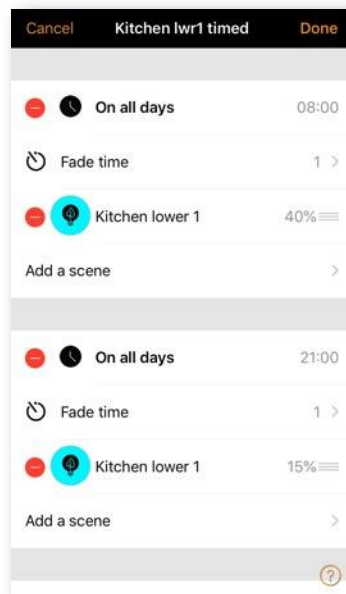 Cancel Kitchen lwr1 timed Done
On all days 08:00
Fade time 1
Kitchen lower 1 40%
Add a scene
On all days 21:00
Fade time 1
Kitchen lower 1 15%
Add a scene
?